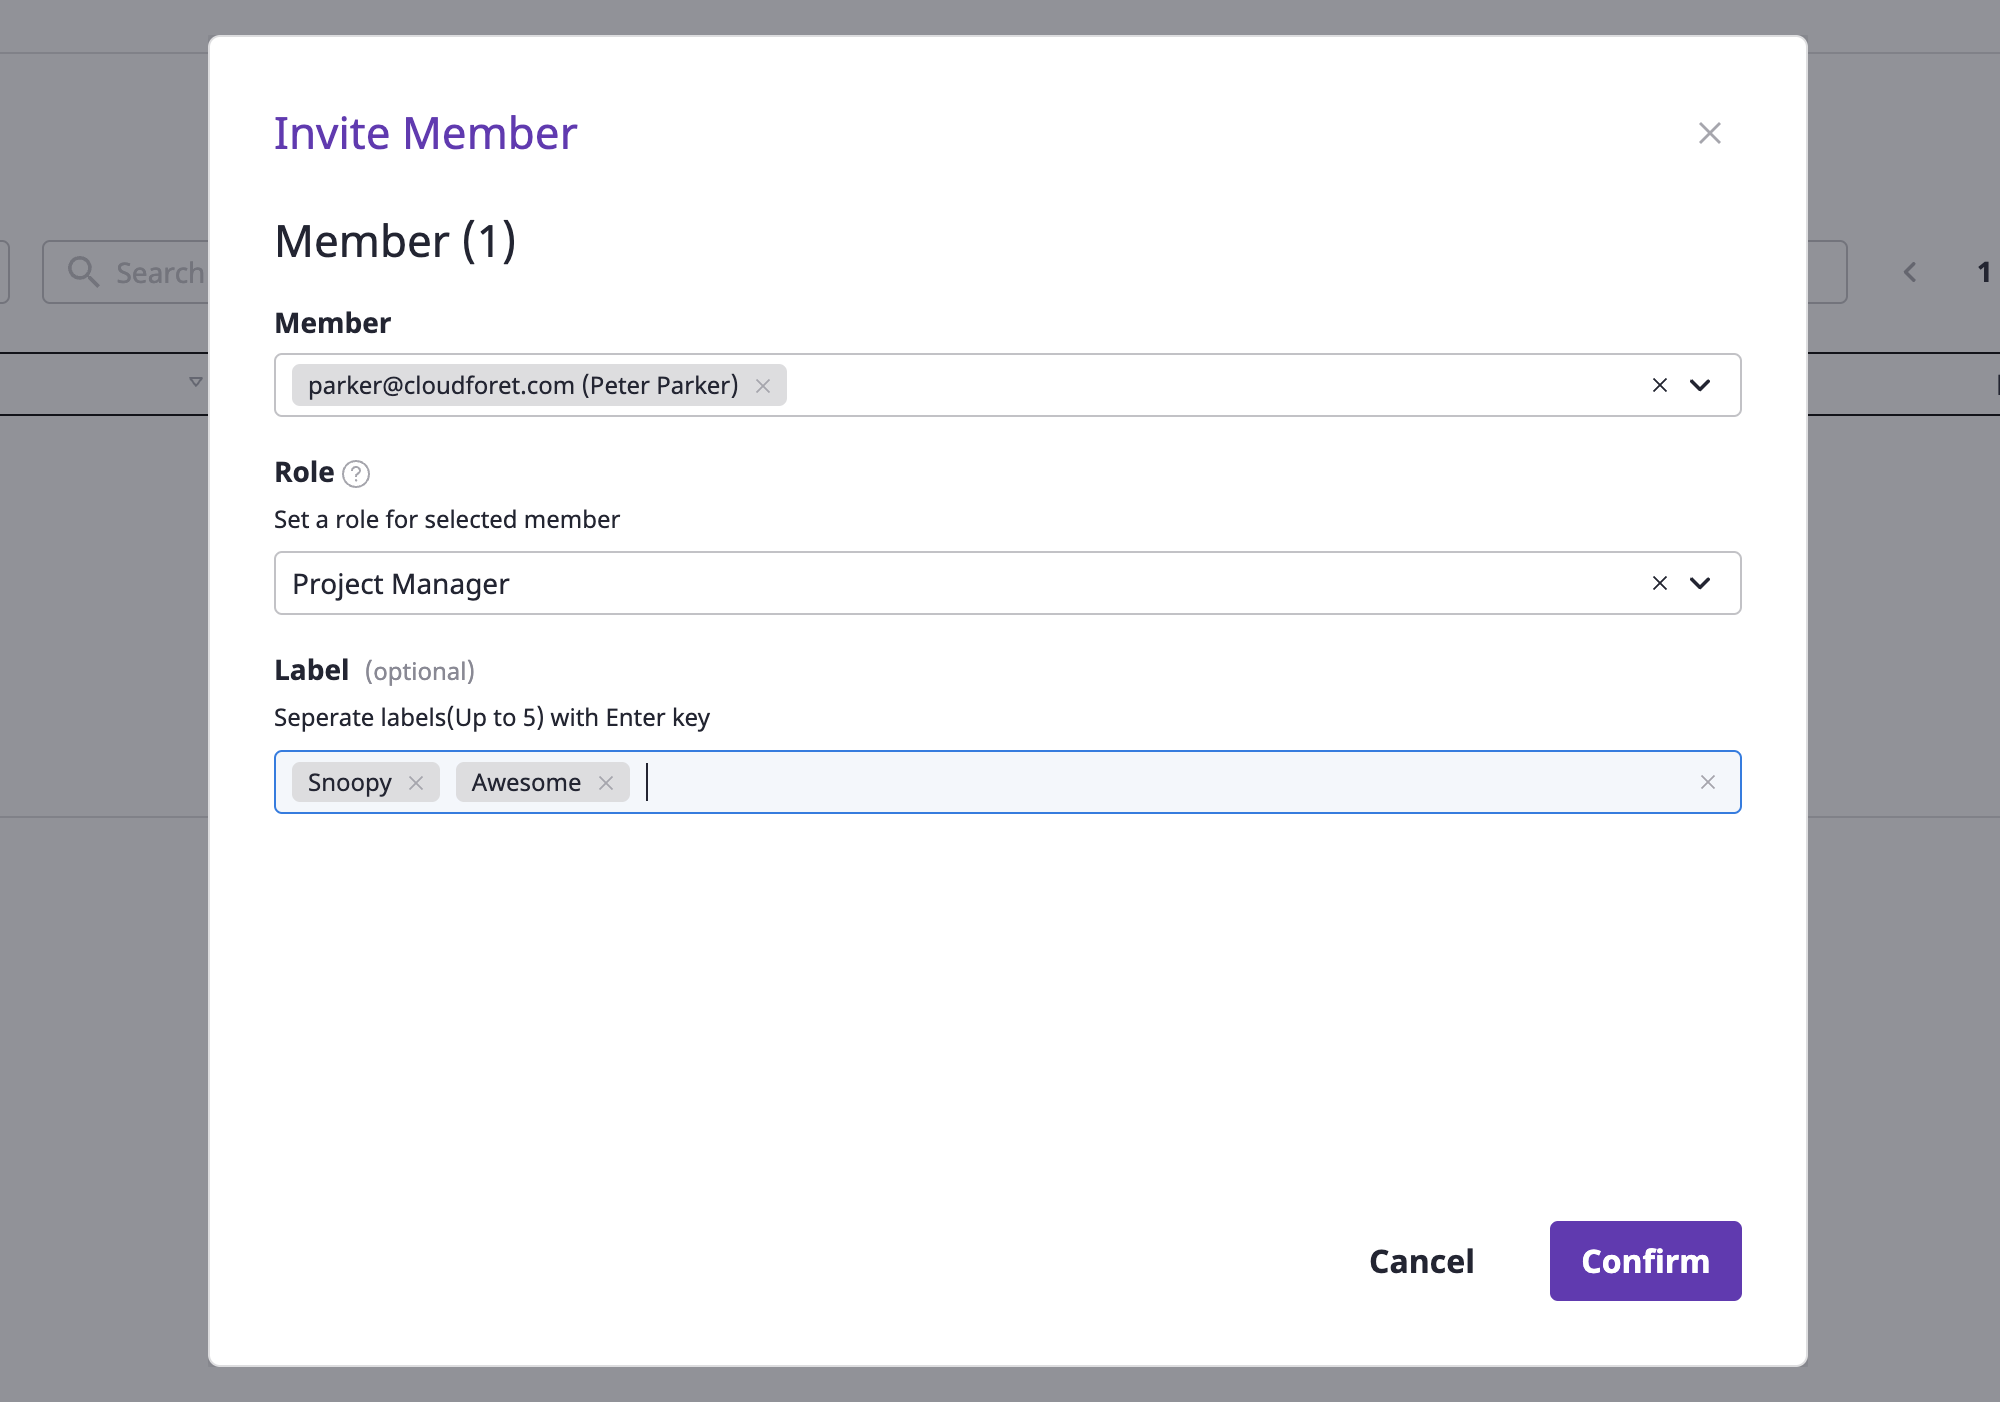 Invite Member
Member (1)
Search
1
Member
parker@cloudforet.com (Peter Parker)
Role ?
Set a role for selected member
Project Manager
Label (optional)
Seperate labels(Up to 5) with Enter key
Snoopy Awesome
Cancel Confirm